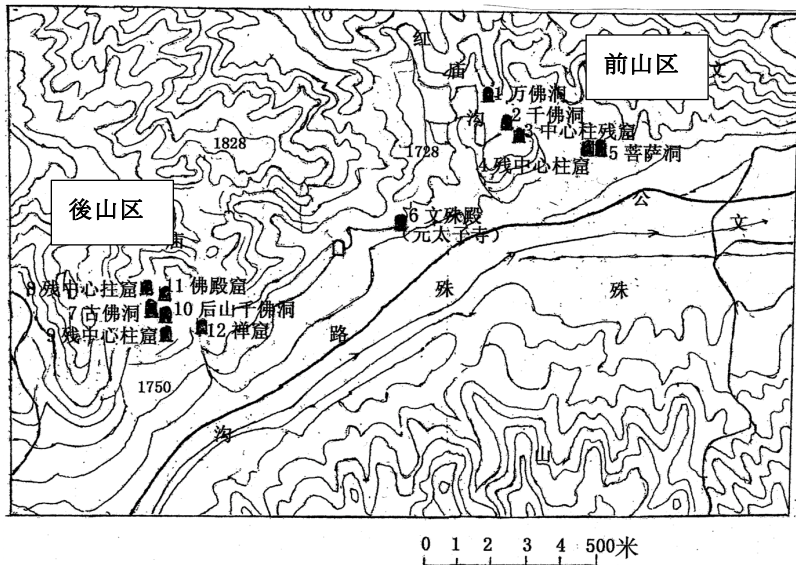 红
庙
沟
前山区
文
1 万佛洞
2 千佛洞
3 中心柱残窟
4 残中心柱窟
5 菩萨洞
1828
1728
後山区
庙
6 文殊殿
(元太子寺)
公
文
殊
殊
路
沟
山
口
8 残中心拄窟
11 佛殿窟
7 古佛洞
10 后山千佛洞
9 残中心柱窟
12 禅窟
1750
0 1 2 3 4 500米